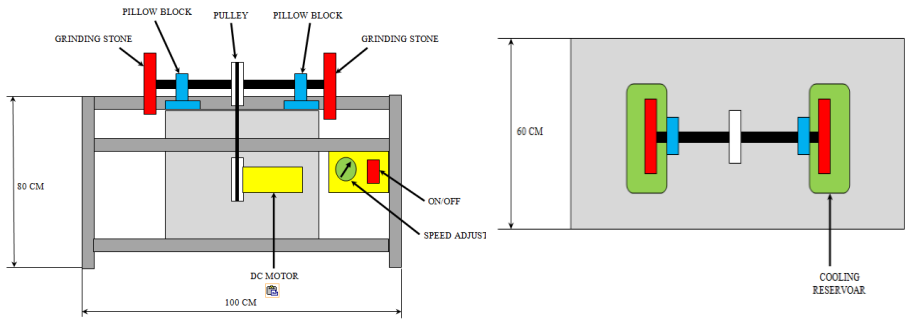 PILLOW BLOCK
PULLEY
PILLOW BLOCK
GRINDING STONE
GRINDING STONE
80 CM
ON/OFF
SPEED ADJUST
DC MOTOR
100 CM
60 CM
COOLING
RESERVOAR